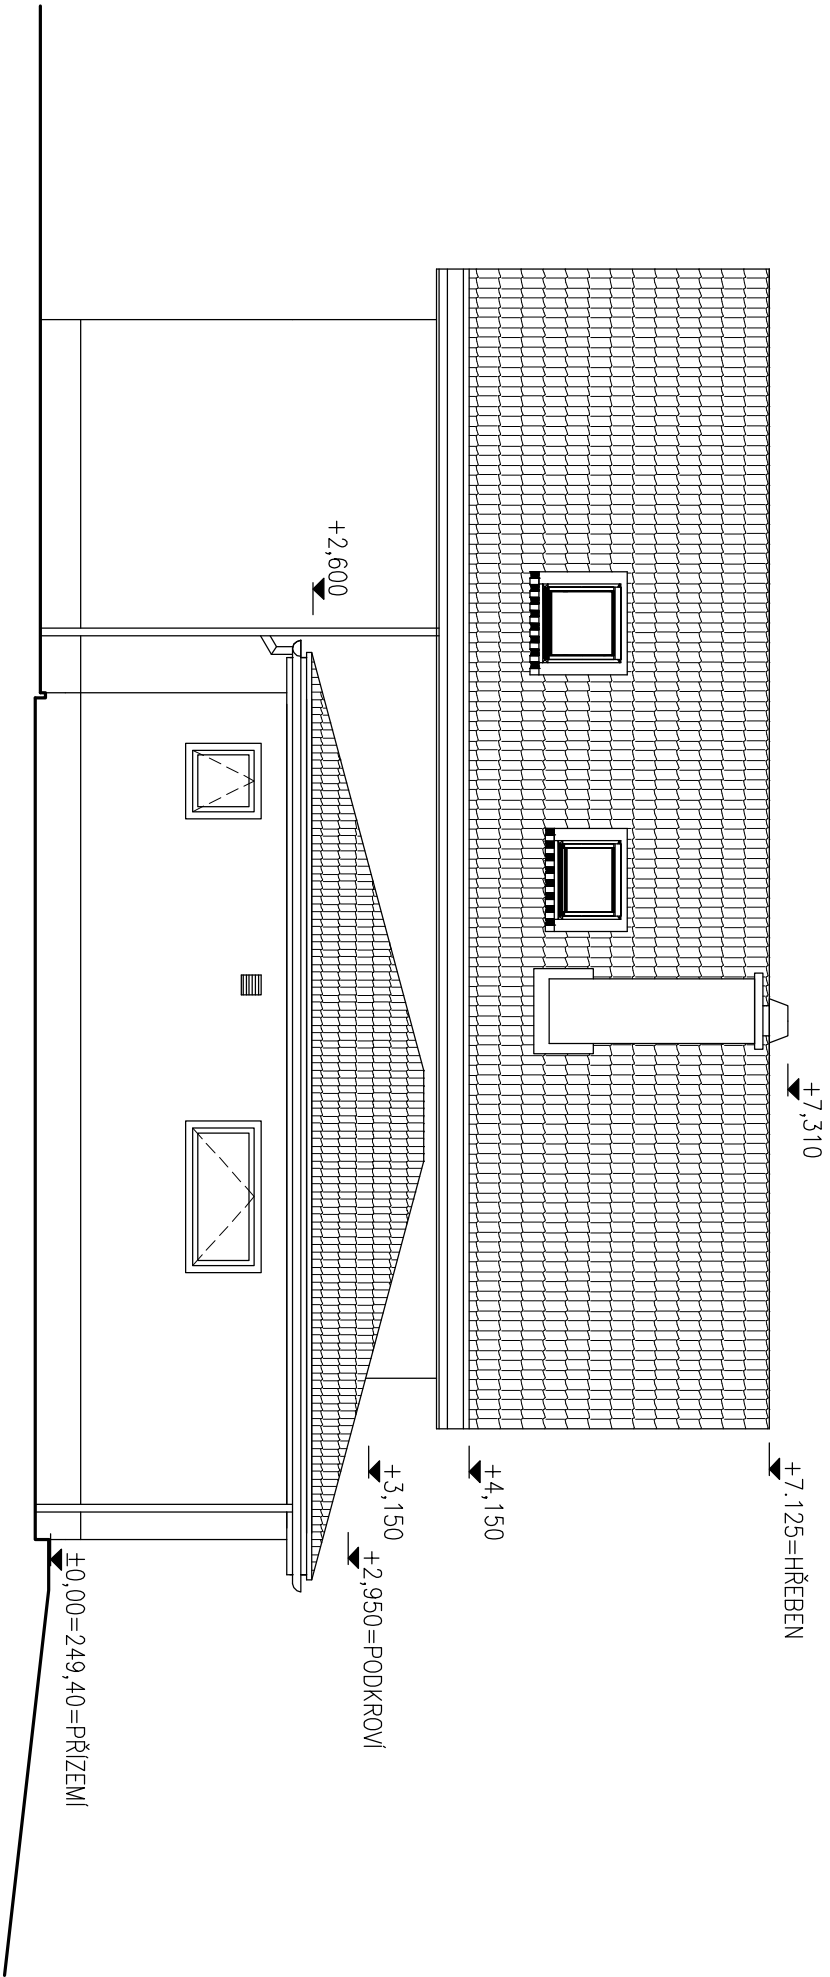 +7,310
+7.125=HŘEBEN
+4,150
+3,150
+2,950=PODKROVÍ
+2,600
±0,00=249,40=PŘÍZEMÍ